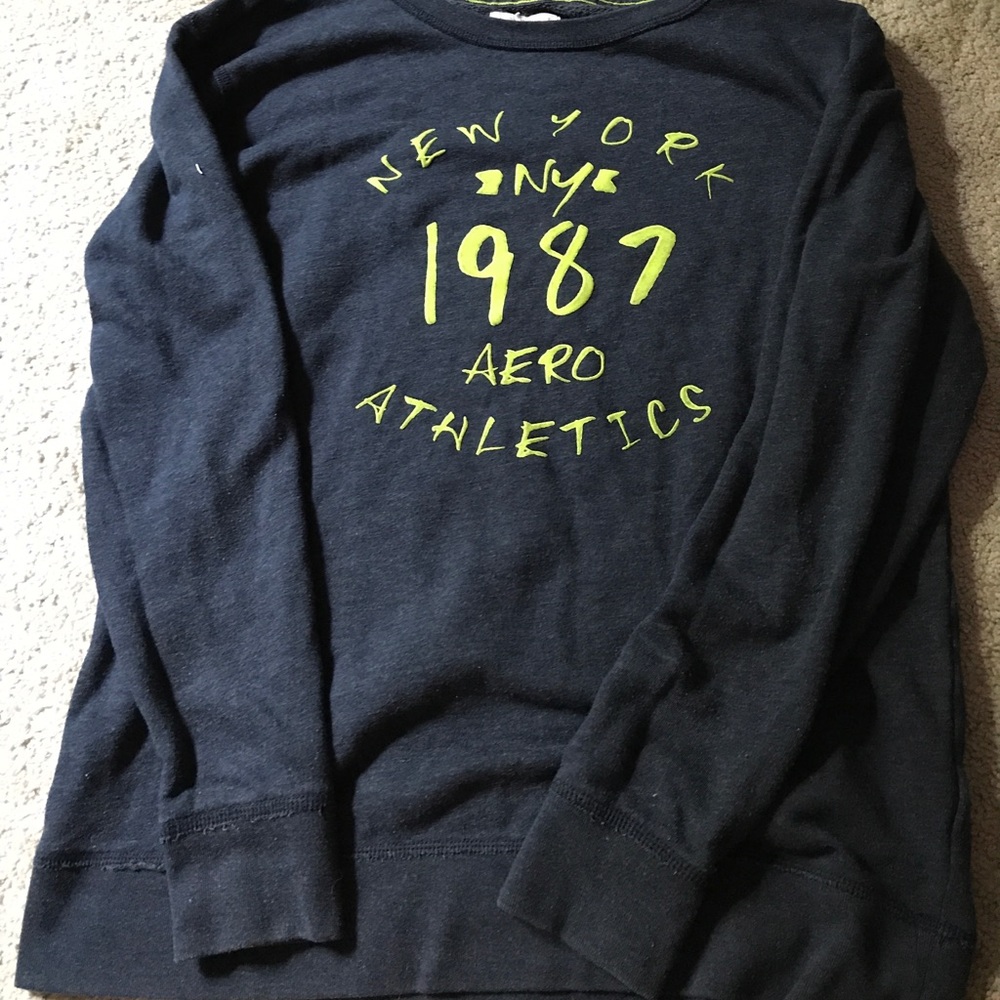 NEW YORK
NY
1987
AERO
ATHLETICS